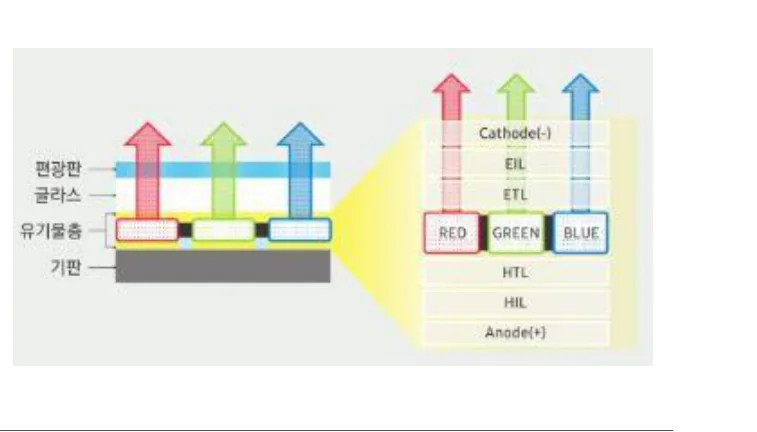 편광판
글라스
유기물층
기판
Cathode(-)
EIL
ETL
RED GREEN BLUE
HTL
HIL
Anode(+)